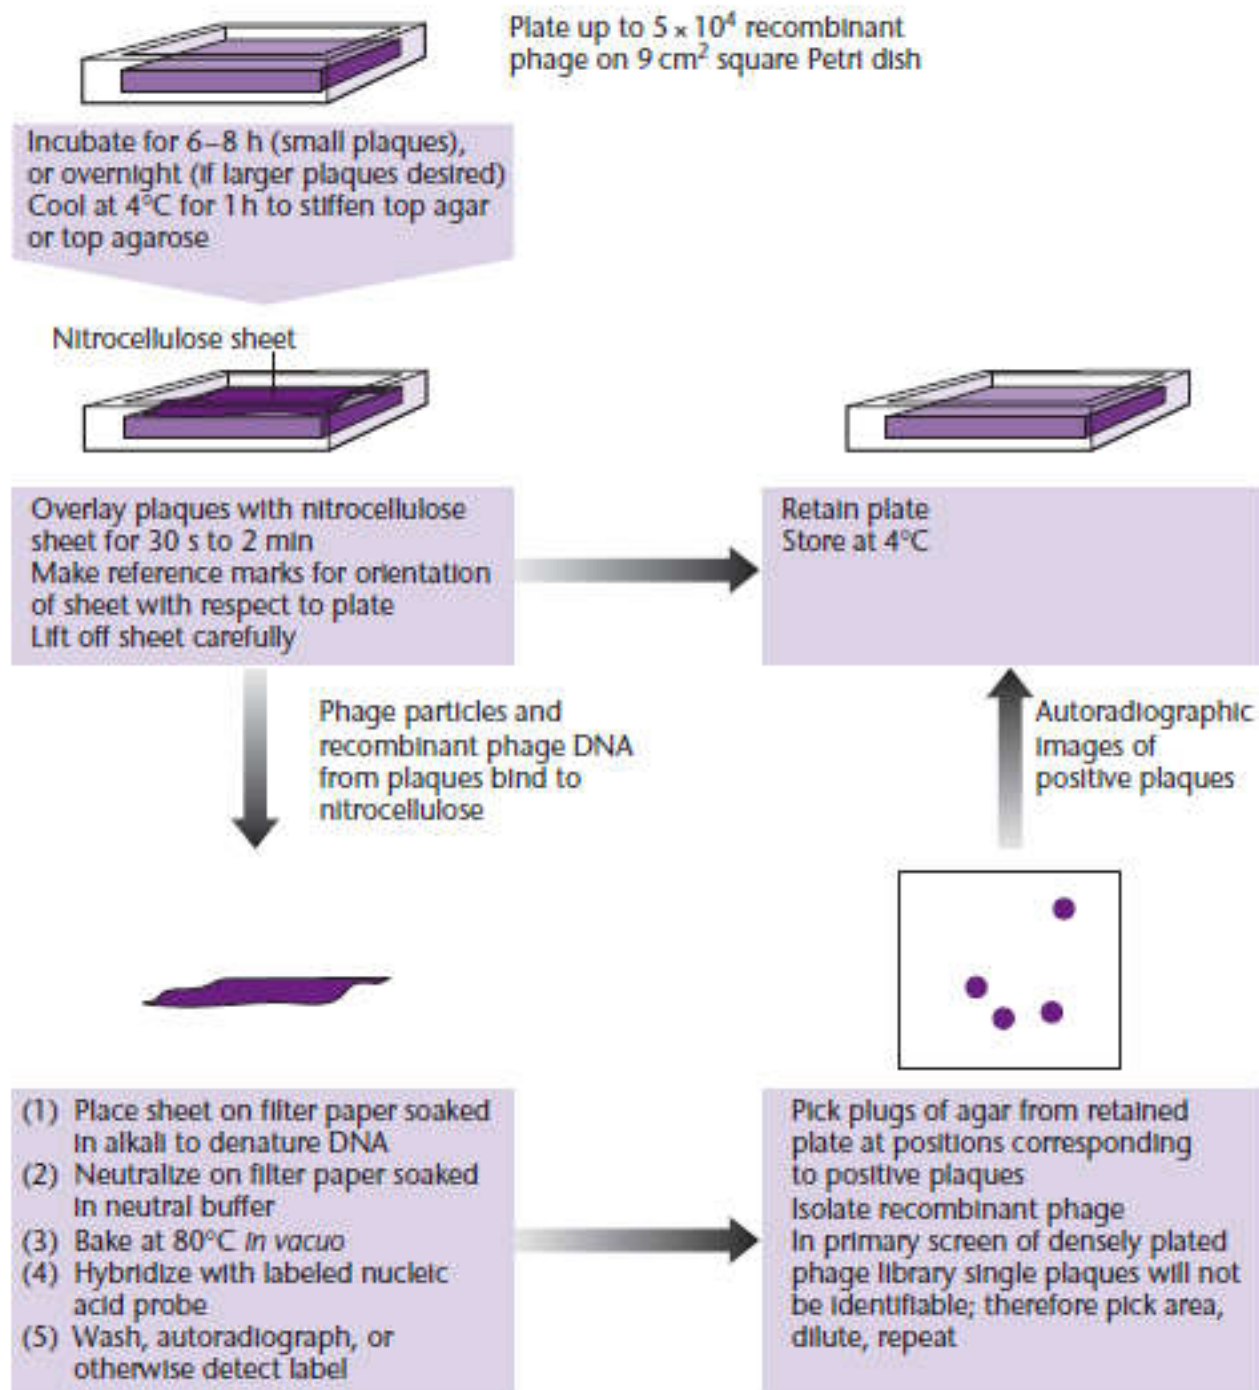 Plate up to 5 × 10⁴ recombinant
phage on 9 cm² square Petri dish
Incubate for 6–8 h (small plaques),
or overnight (if larger plaques desired)
Cool at 4°C for 1 h to stiffen top agar
or top agarose
Nitrocellulose sheet
Overlay plaques with nitrocellulose
sheet for 30 s to 2 min
Make reference marks for orientation
of sheet with respect to plate
Lift off sheet carefully
Retain plate
Store at 4°C
Phage particles and
recombinant phage DNA
from plaques bind to
nitrocellulose
Autoradiographic
images of
positive plaques
(1) Place sheet on filter paper soaked
in alkali to denature DNA
(2) Neutralize on filter paper soaked
in neutral buffer
(3) Bake at 80°C in vacuo
(4) Hybridize with labeled nucleic
acid probe
(5) Wash, autoradiograph, or
otherwise detect label
Pick plugs of agar from retained
plate at positions corresponding
to positive plaques
Isolate recombinant phage
In primary screen of densely plated
phage library single plaques will not
be identifiable; therefore pick area,
dilute, repeat